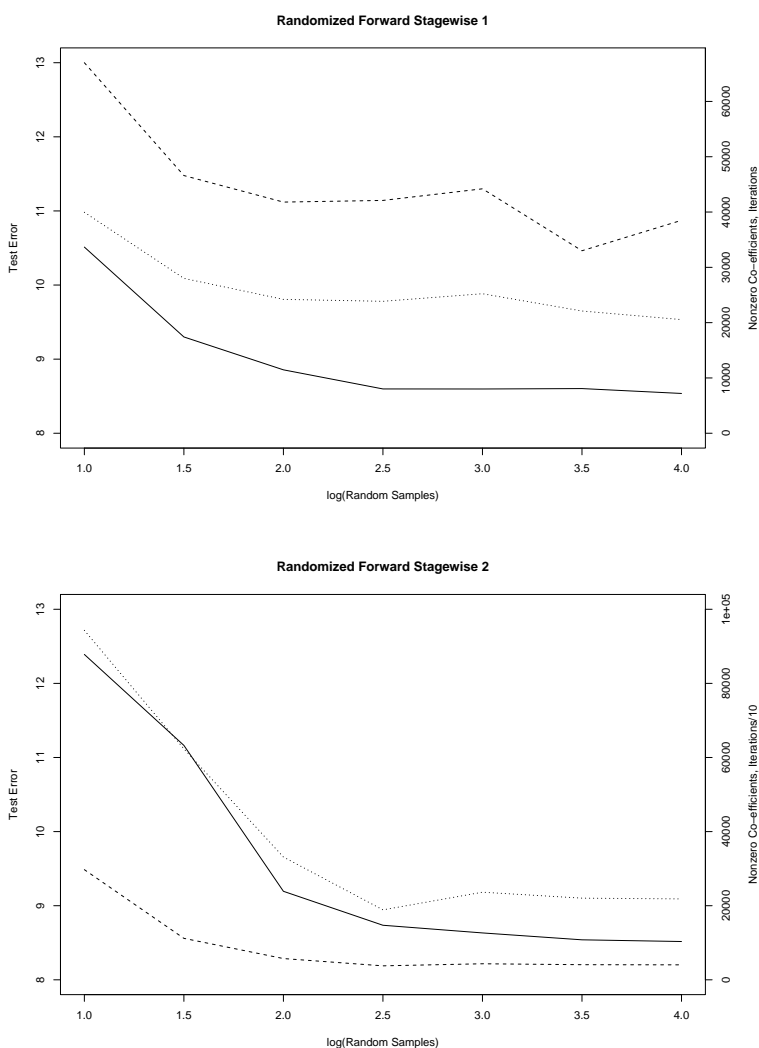 Randomized Forward Stagewise 1
13
12
11
10
9
8
Test Error
60000
50000
40000
30000
20000
10000
0
Nonzero Co−efficients, Iterations
1.0 1.5 2.0 2.5 3.0 3.5 4.0
log(Random Samples)
Randomized Forward Stagewise 2
13
12
11
10
9
8
Test Error
1e+05
80000
60000
40000
20000
0
Nonzero Co−efficients, Iterations/10
1.0 1.5 2.0 2.5 3.0 3.5 4.0
log(Random Samples)